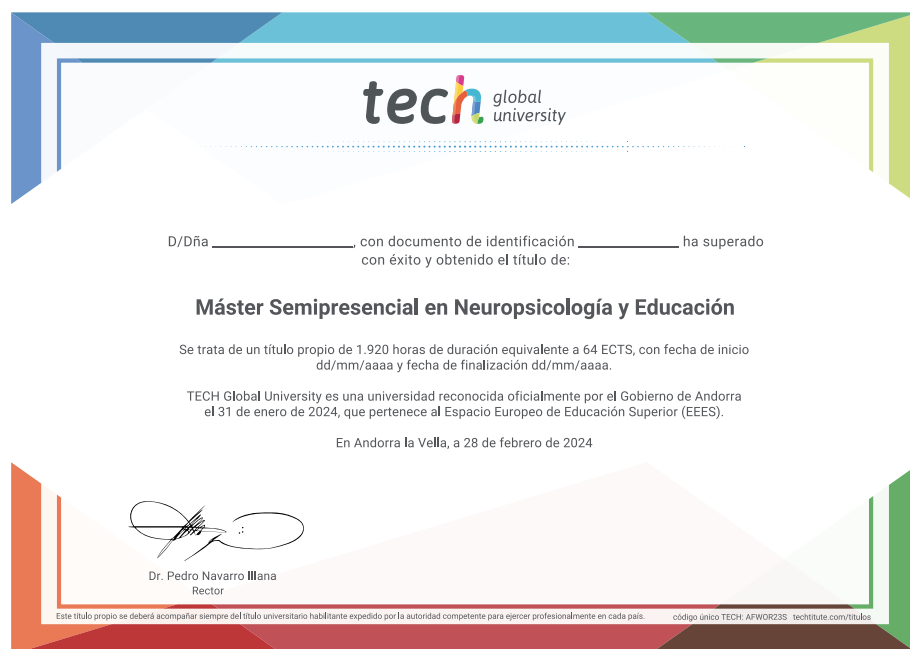 tech global
university
D/Dña ____________________, con documento de identificación ______________ ha superado
con éxito y obtenido el título de:
Máster Semipresencial en Neuropsicología y Educación
Se trata de un título propio de 1.920 horas de duración equivalente a 64 ECTS, con fecha de inicio
dd/mm/aaaa y fecha de finalización dd/mm/aaaa.
TECH Global University es una universidad reconocida oficialmente por el Gobierno de Andorra
el 31 de enero de 2024, que pertenece al Espacio Europeo de Educación Superior (EEES).
En Andorra la Vella, a 28 de febrero de 2024
Dr. Pedro Navarro Illana
Rector
Este título propio se deberá acompañar siempre del título universitario habilitante expedido por la autoridad competente para ejercer profesionalmente en cada país. código único TECH: AFWOR23S techtitute.com/titulos